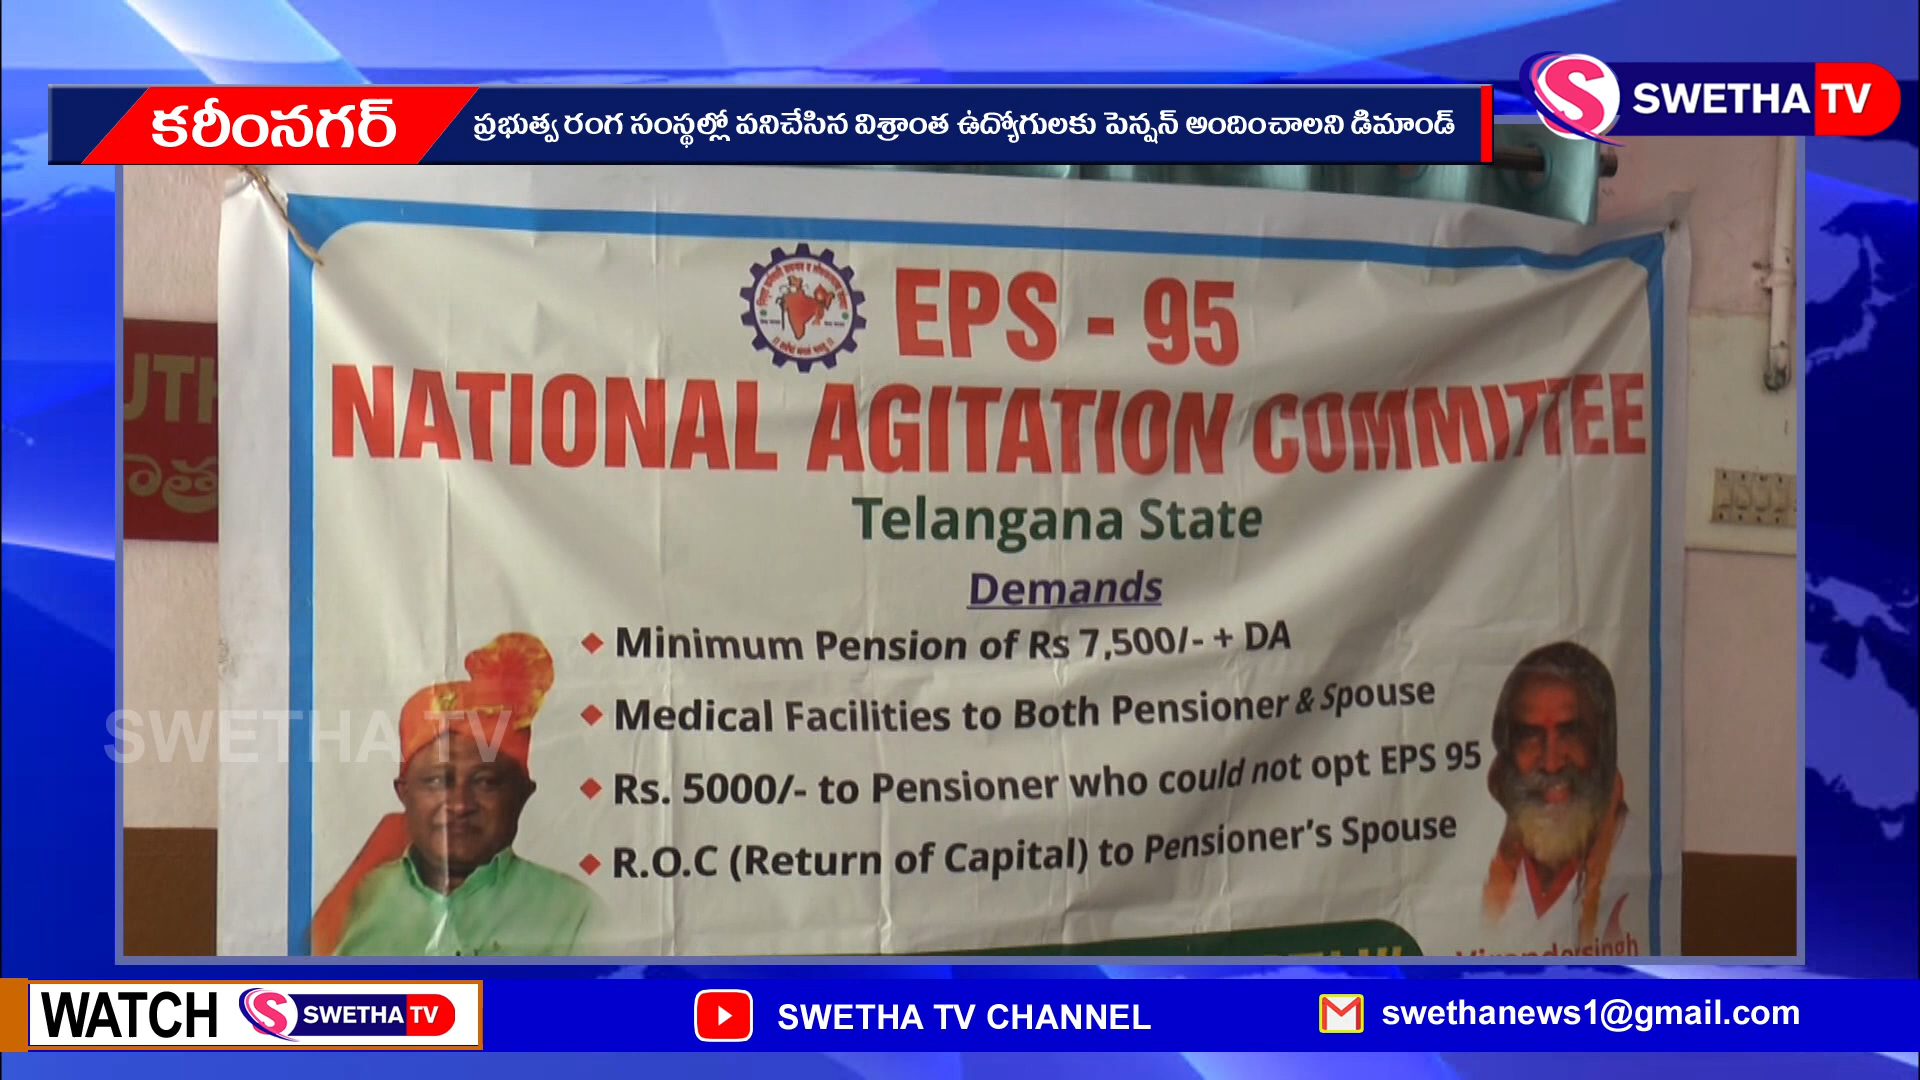 SWETHA TV
కరీంనగర్
ప్రభుత్వ రంగ సంస్థల్లో పనిచేసిన విశ్రాంత ఉద్యోగులకు పెన్షన్ అందించాలని డిమాండ్
EPS - 95
NATIONAL AGITATION COMMITTEE
Telangana State
Demands
Minimum Pension of Rs 7,500/- + DA
Medical Facilities to Both Pensioner & Spouse
Rs. 5000/- to Pensioner who could not opt EPS 95
R.O.C (Return of Capital) to Pensioner's Spouse
SWETHA TV
WATCH SWETHA TV
SWETHA TV CHANNEL
swethanews1@gmail.com